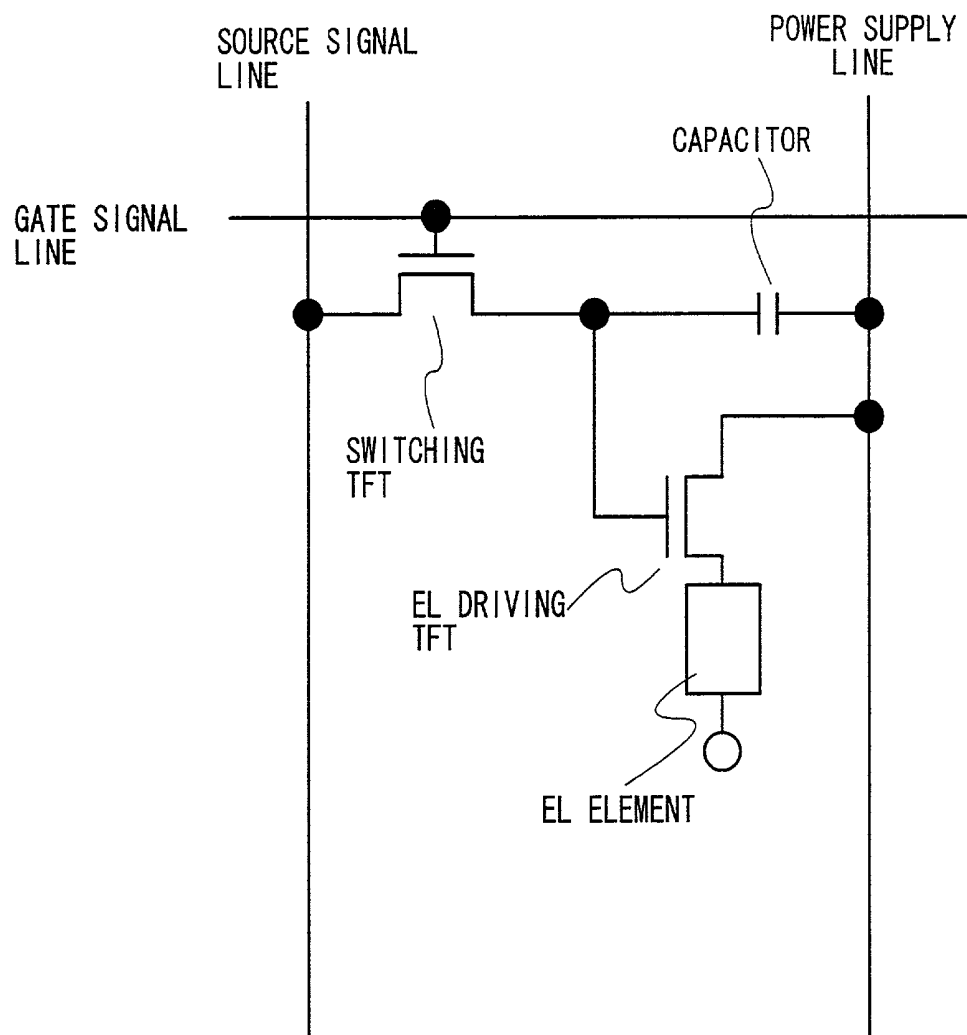 SOURCE SIGNAL
LINE
POWER SUPPLY
LINE
CAPACITOR
GATE SIGNAL
LINE
SWITCHING
TFT
EL DRIVING
TFT
EL ELEMENT